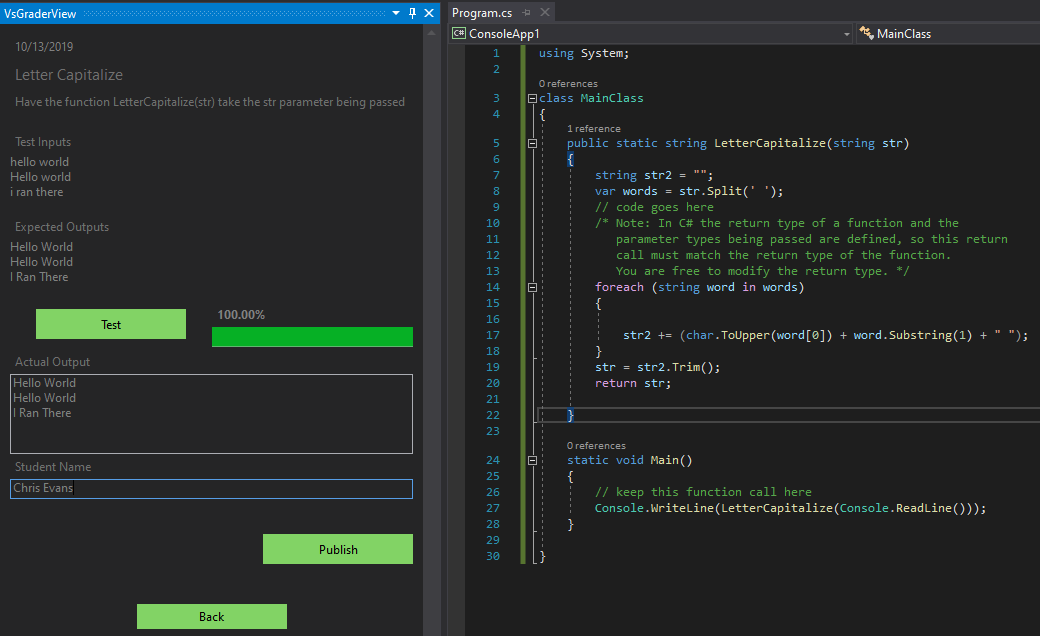 VsGraderView
10/13/2019
Letter Capitalize
Have the function LetterCapitalize(str) take the str parameter being passed
Test Inputs
hello world
Hello world
i ran there
Expected Outputs
Hello World
Hello World
I Ran There
Test
100.00%
Actual Output
Hello World
Hello World
I Ran There
Student Name
Chris Evans
Publish
Back
Program.cs
C# ConsoleApp1
MainClass
1 using System;
2
0 references
3 class MainClass
4 {
1 reference
5 public static string LetterCapitalize(string str)
6 {
7 string str2 = "";
8 var words = str.Split(' ');
9 // code goes here
10 /* Note: In C# the return type of a function and the
11 parameter types being passed are defined, so this return
12 call must match the return type of the function.
13 You are free to modify the return type. */
14 foreach (string word in words)
15 {
16
17 str2 += (char.ToUpper(word[0]) + word.Substring(1) + " ");
18 }
19 str = str2.Trim();
20 return str;
21
22 }
23
0 references
24 static void Main()
25 {
26 // keep this function call here
27 Console.WriteLine(LetterCapitalize(Console.ReadLine()));
28 }
29
30 }